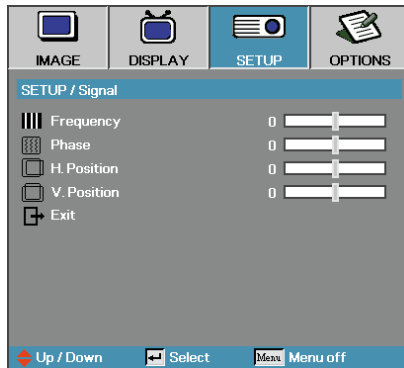 IMAGE DISPLAY SETUP OPTIONS
SETUP / Signal
Frequency 0
Phase 0
H. Position 0
V. Position 0
Exit
Up / Down Select Menu Menu off